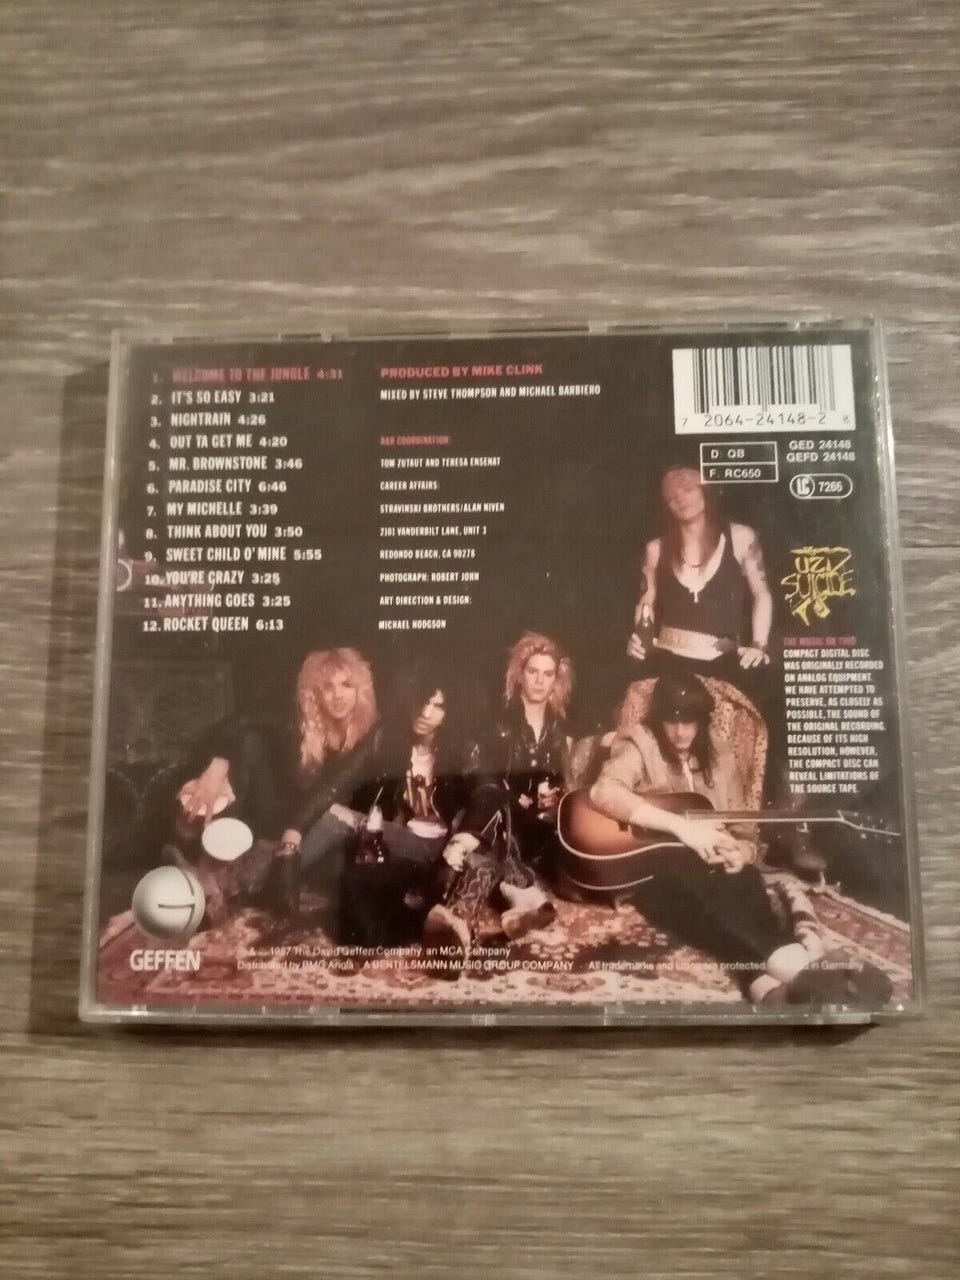 1. WELCOME TO THE JUNGLE 4:31
2. IT'S SO EASY 3:21
3. NIGHTRAIN 4:26
4. OUT TA GET ME 4:20
5. MR. BROWNSTONE 3:46
6. PARADISE CITY 6:46
7. MY MICHELLE 3:39
8. THINK ABOUT YOU 3:50
9. SWEET CHILD O' MINE 5:55
10. YOU'RE CRAZY 3:25
11. ANYTHING GOES 3:25
12. ROCKET QUEEN 6:13
PRODUCED BY MIKE CLINK
MIXED BY STEVE THOMPSON AND MICHAEL BARBIERO
A&R COORDINATION
TOM ZUTAUT AND TERESA ENSENAT
CAREER AFFAIRS:
STRAVINSKI BROTHERS/ALAN NIVEN
2101 VANDERBILT LANE, UNIT 3
REDONDO BEACH, CA 90278
PHOTOGRAPH: ROBERT JOHN
ART DIRECTION & DESIGN:
MICHAEL HODGSON
7 2064-24148-2 8
D: QB
F: RC650
GED 24148
GEFD 24148
LC 7266
UZI
SUICIDE
THE MUSIC ON THIS
COMPACT DIGITAL DISC
WAS ORIGINALLY RECORDED
ON ANALOG EQUIPMENT.
WE HAVE ATTEMPTED TO
PRESERVE, AS CLOSELY AS
POSSIBLE, THE SOUND OF
THE ORIGINAL RECORDING.
BECAUSE OF ITS HIGH
RESOLUTION, HOWEVER,
THE COMPACT DISC CAN
REVEAL LIMITATIONS OF
THE SOURCE TAPE.
GEFFEN
1987 The David Geffen Company, an MCA Company
Distributed by BMG Ariola · A BERTELSMANN MUSIC GROUP COMPANY · All trademarks and logos are protected in Germany